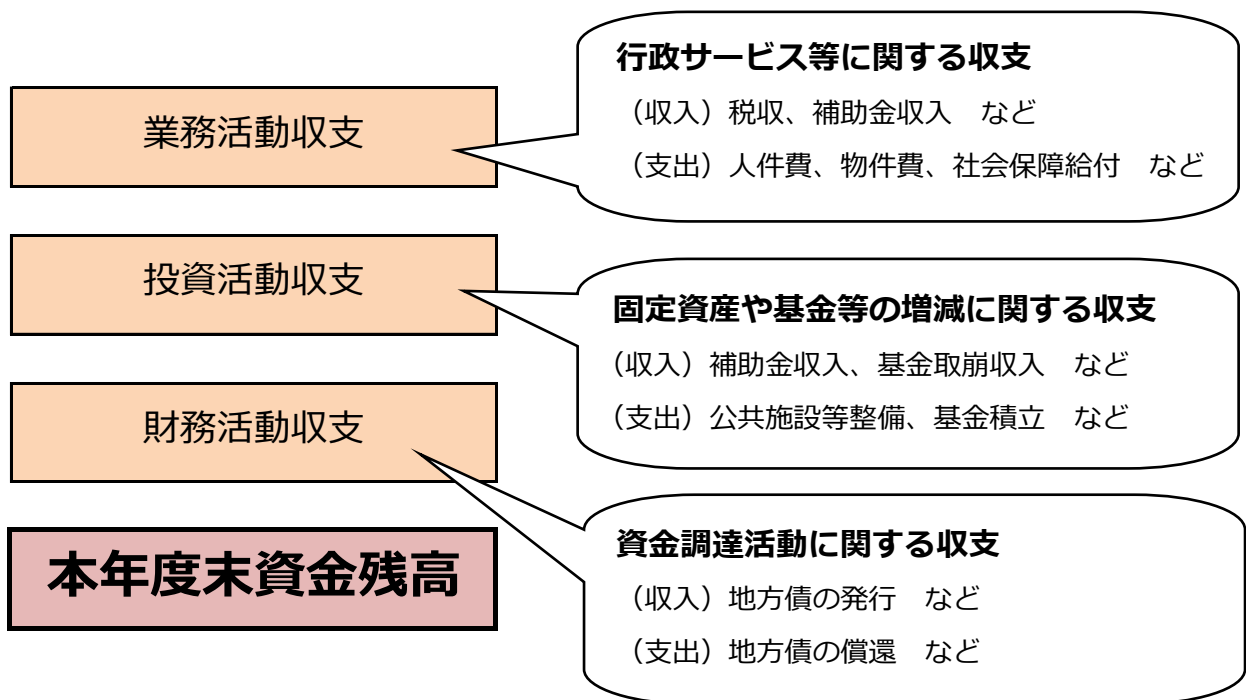 業務活動収支
行政サービス等に関する収支
（収入）税収、補助金収入　など
（支出）人件費、物件費、社会保障給付　など
投資活動収支
固定資産や基金等の増減に関する収支
（収入）補助金収入、基金取崩収入　など
（支出）公共施設等整備、基金積立　など
財務活動収支
資金調達活動に関する収支
（収入）地方債の発行　など
（支出）地方債の償還　など
本年度末資金残高